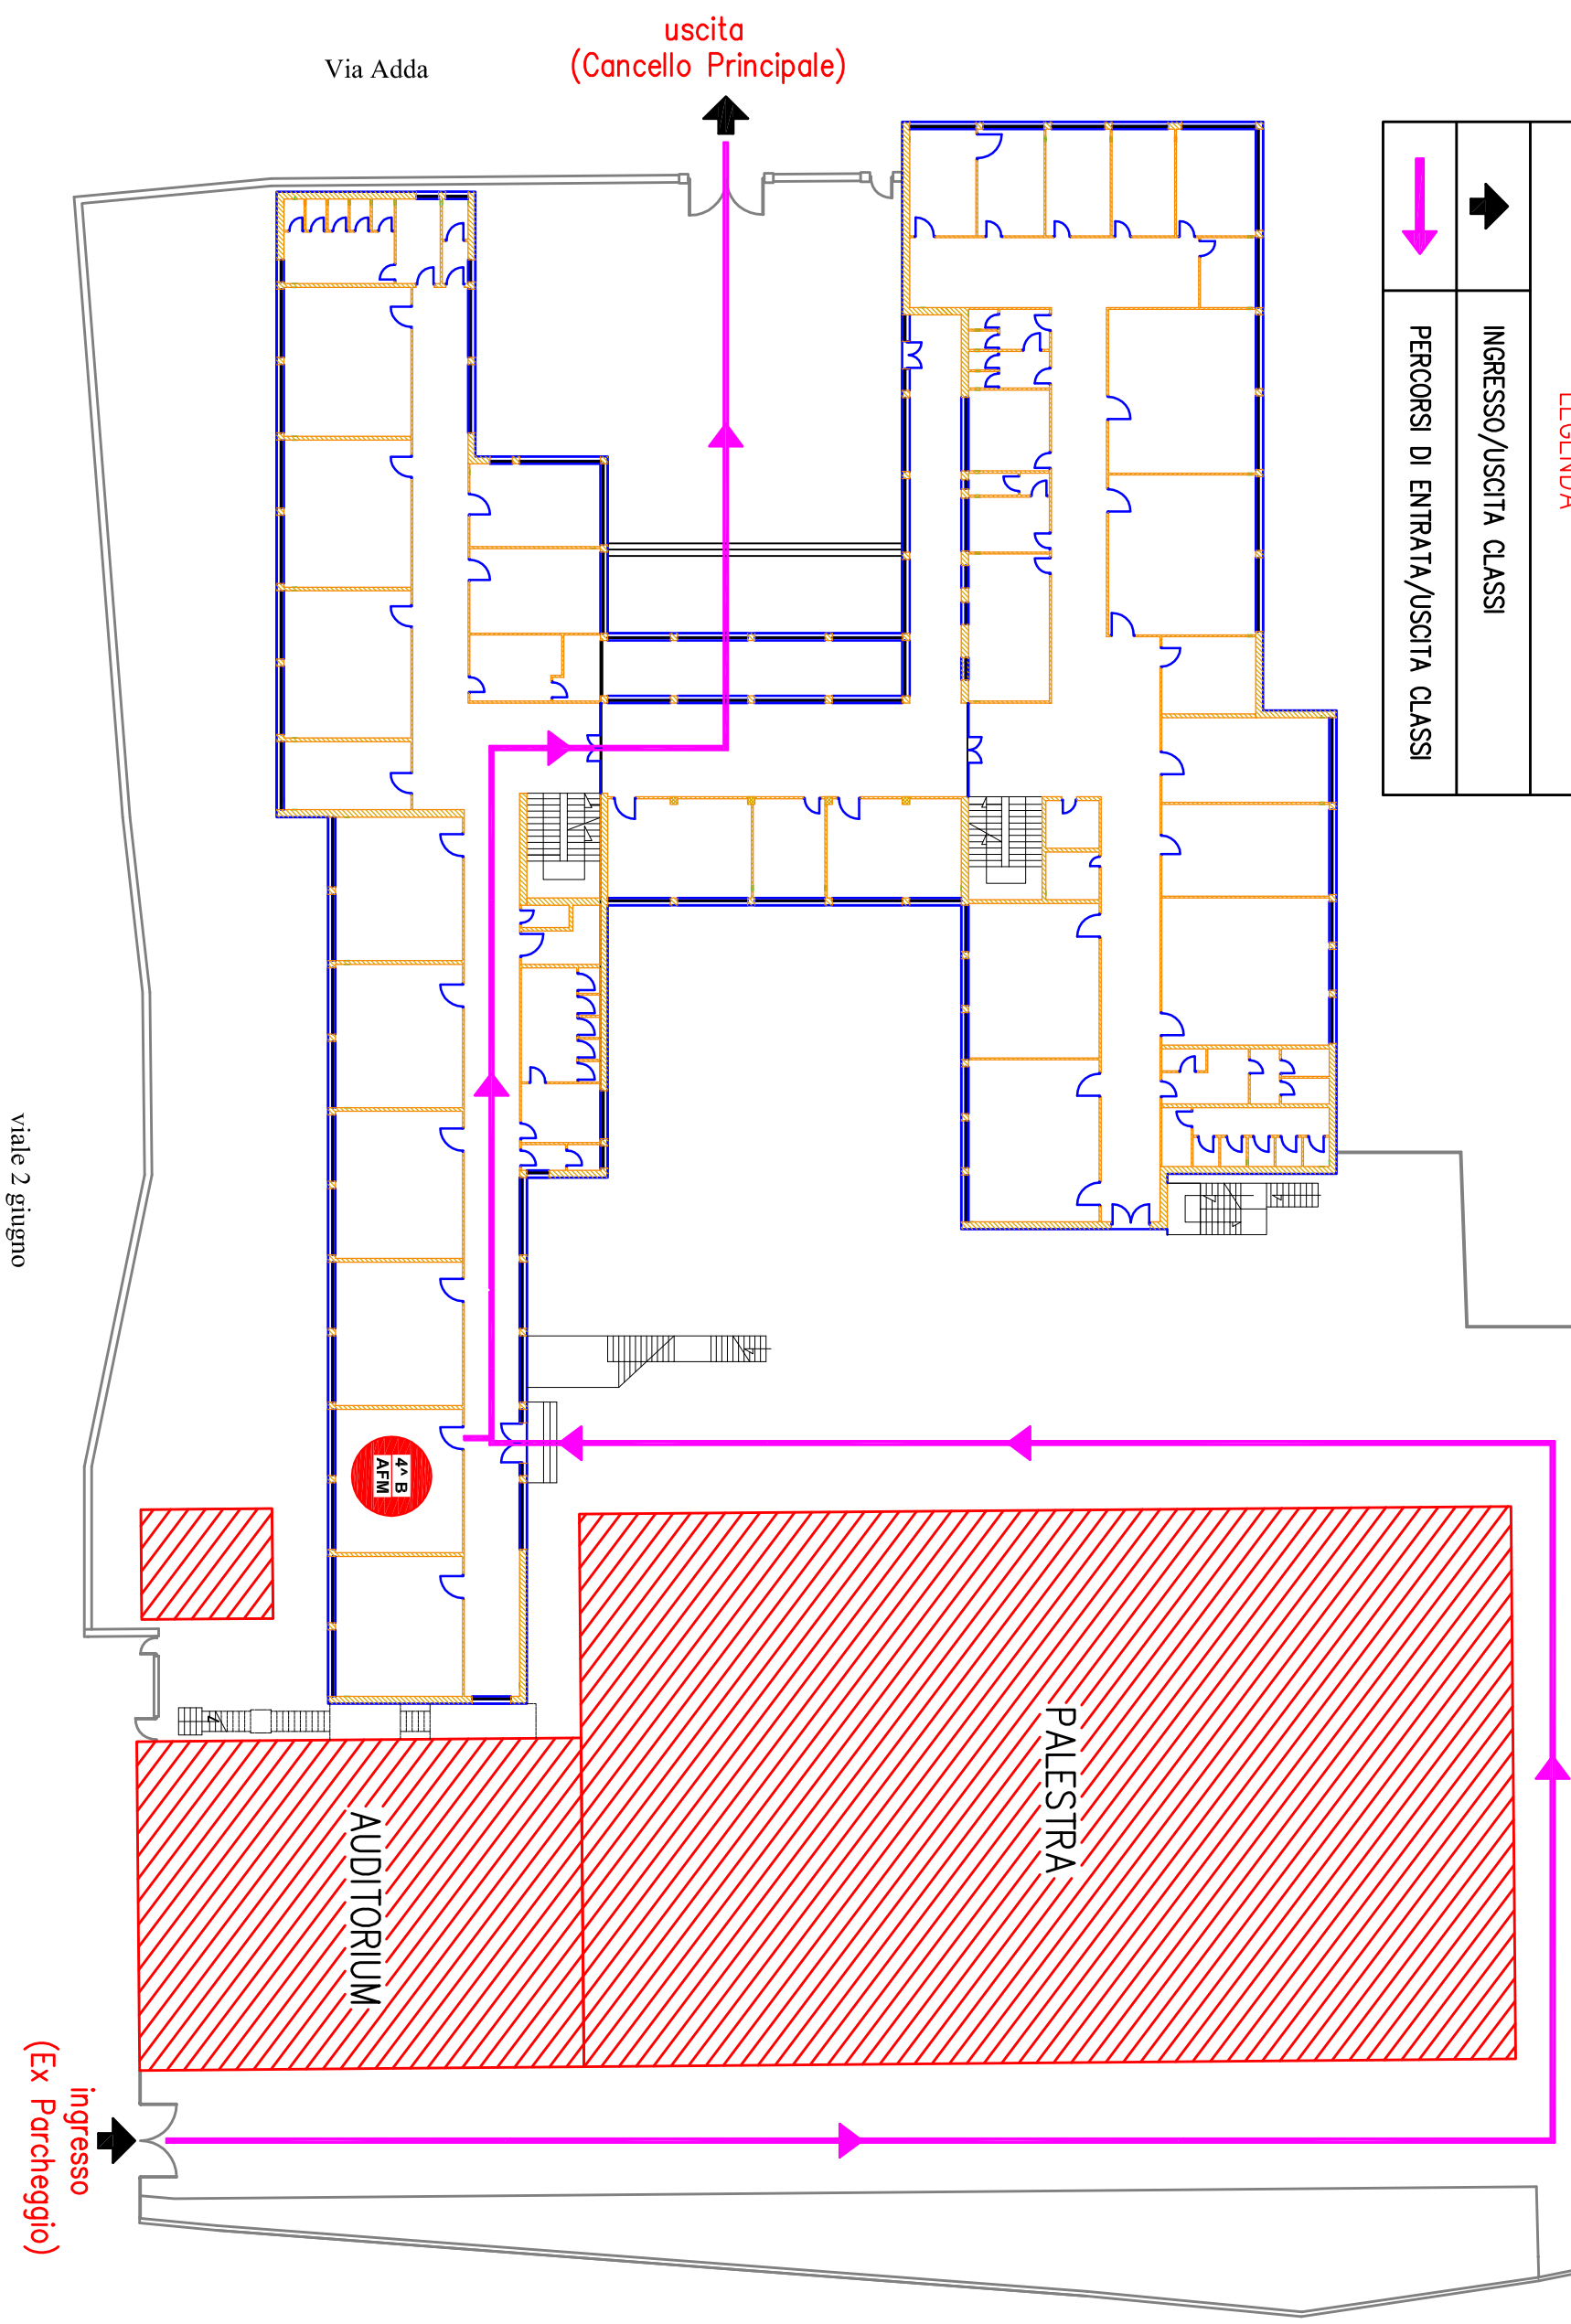 uscita
(Cancello Principale)
Via Adda
LEGENDA
INGRESSO/USCITA CLASSI
PERCORSI DI ENTRATA/USCITA CLASSI
viale 2 giugno
4^ B
AFM
PALESTRA
AUDITORIUM
ingresso
(Ex Parcheggio)